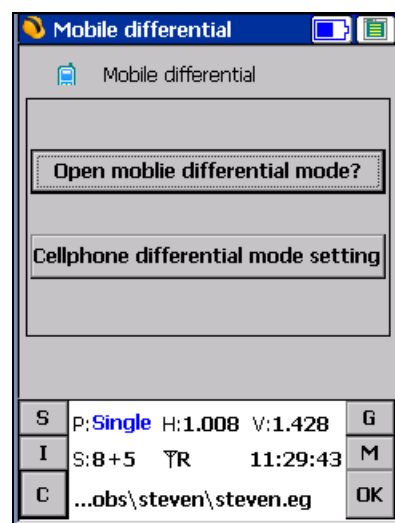 Mobile differential
Mobile differential
Open moblie differential mode?
Cellphone differential mode setting
S P:Single H:1.008 V:1.428 G
I S:8+5 R 11:29:43 M
C ...obs\steven\steven.eg OK